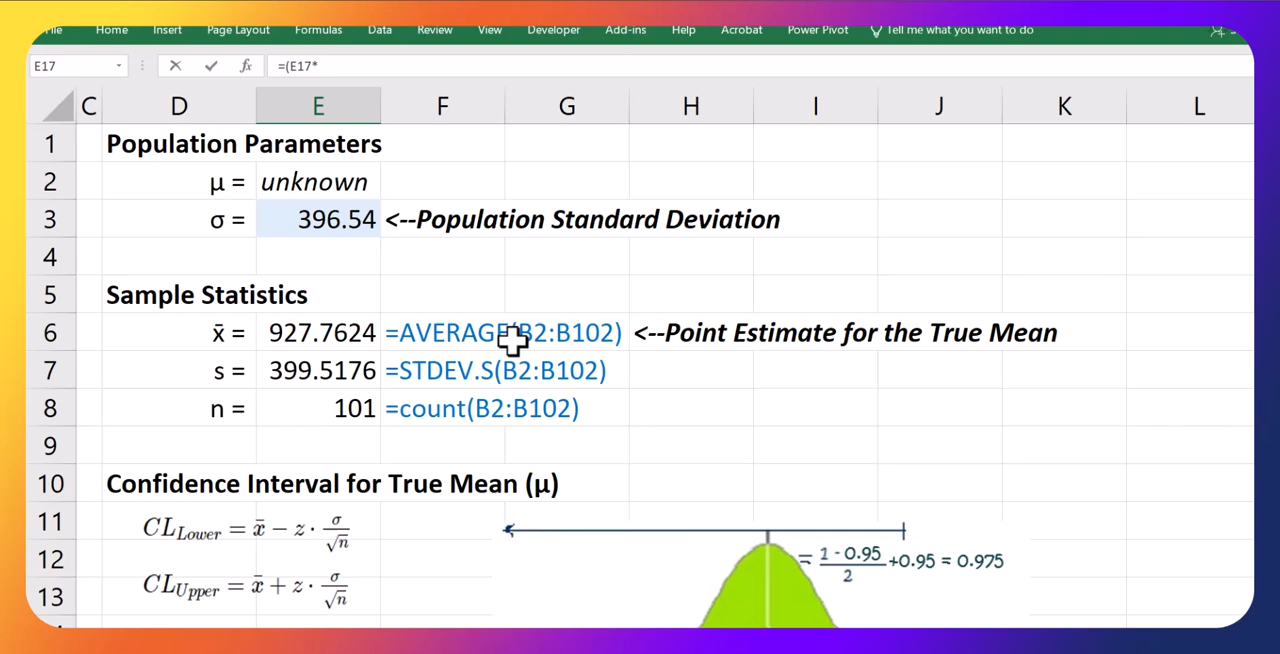 File Home Insert Page Layout Formulas Data Review View Developer Add-ins Help Acrobat Power Pivot Tell me what you want to do
E17 fx =(E17*
C D E F G H I J K L
1 Population Parameters
2 μ = unknown
3 σ = 396.54 <--Population Standard Deviation
4
5 Sample Statistics
6 x̄ = 927.7624 =AVERAGE(B2:B102) <--Point Estimate for the True Mean
7 s = 399.5176 =STDEV.S(B2:B102)
8 n = 101 =count(B2:B102)
9
10 Confidence Interval for True Mean (μ)
11 CL_Lower = x̄ − z · σ/√n
12 = (1 - 0.95)/2 +0.95 = 0.975
13 CL_Upper = x̄ + z · σ/√n